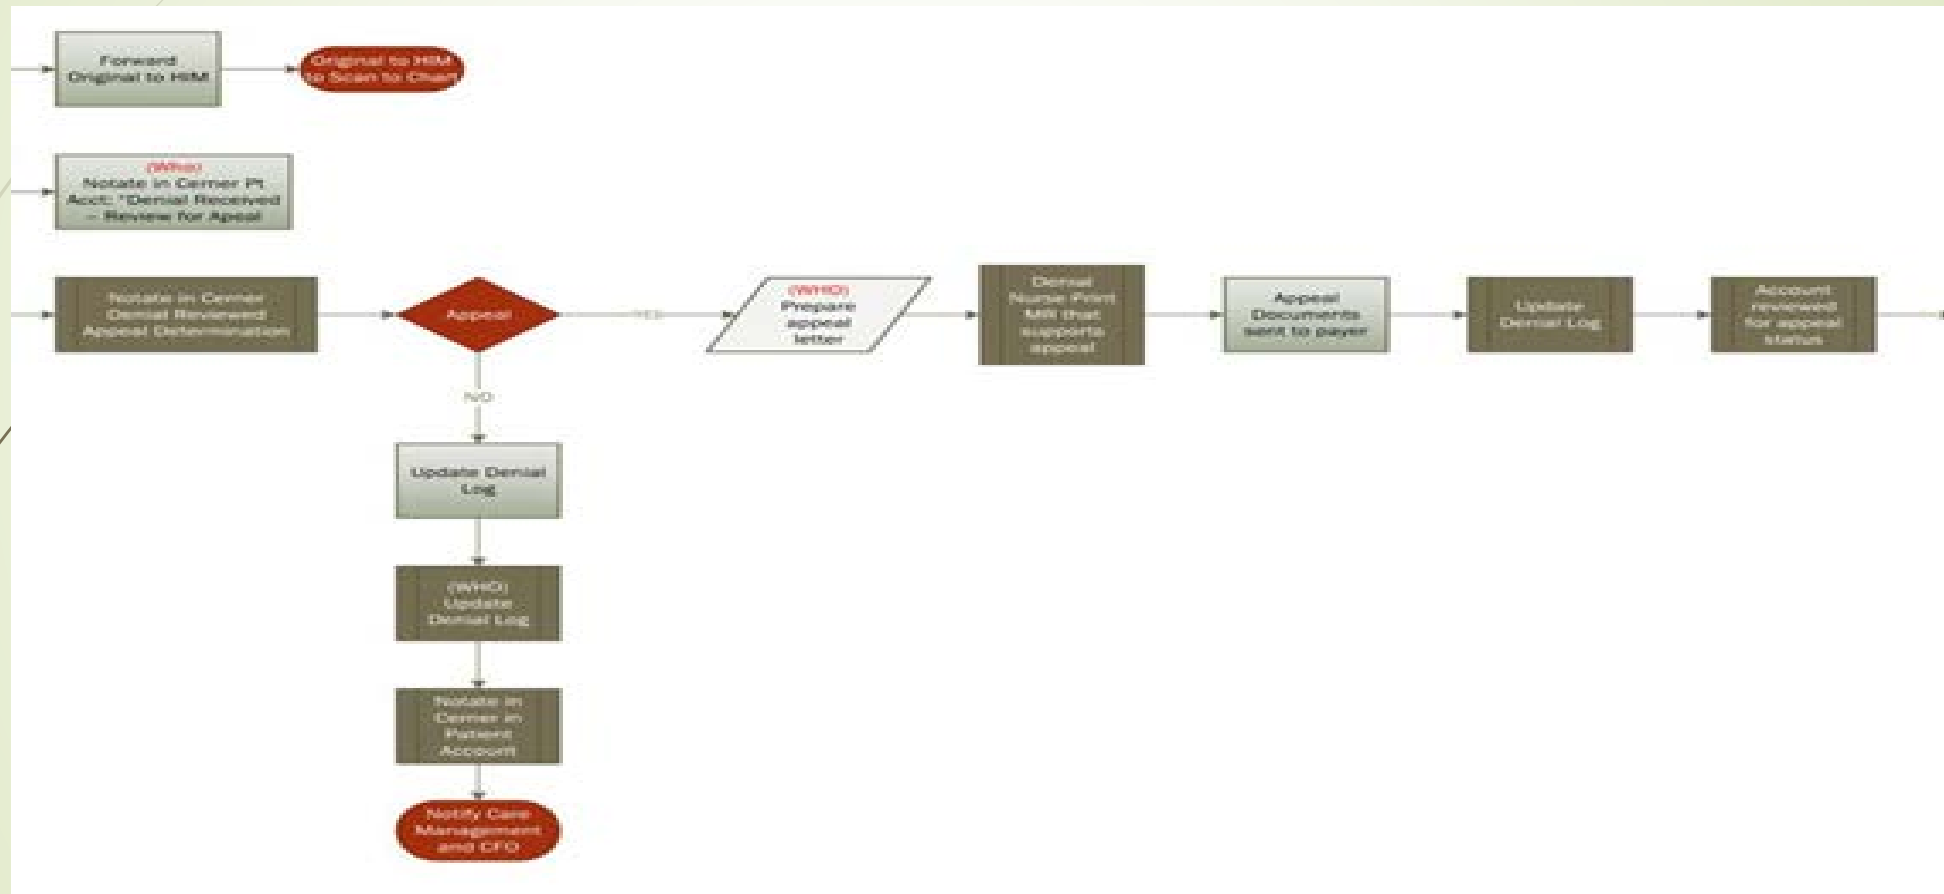 Forward
Original to HIM
Original to HIM
to Scan to Chart
(Who)
Notate in Cerner Pt
Acct: "Denial Received
– Review for Apeal
Notate in Cerner
Denial Reviewed
Appeal Determination
Appeal
YES
(WHO)
Prepare
appeal
letter
Denial
Nurse Print
MR that
supports
appeal
Appeal
Documents
sent to payer
Update
Denial Log
Account
reviewed
for appeal
status
NO
Update Denial
Log
(WHO)
Update
Denial Log
Notate in
Cerner in
Patient
Account
Notify Care
Management
and CFO